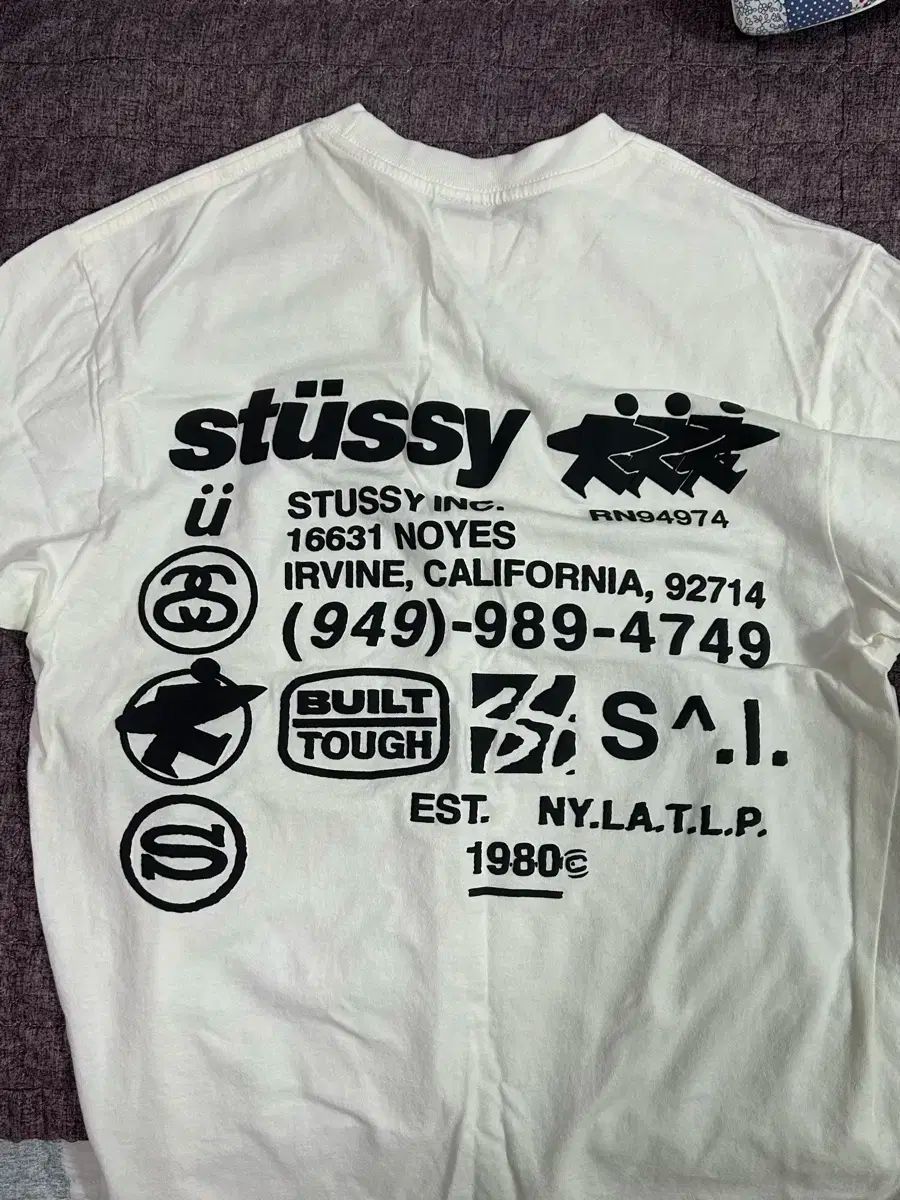 stüssy
RN94974
ü
STUSSY INC.
16631 NOYES
IRVINE, CALIFORNIA, 92714
(949)-989-4749
BUILT
TOUGH
S^.I.
S
EST. NY.LA.T.L.P.
1980©